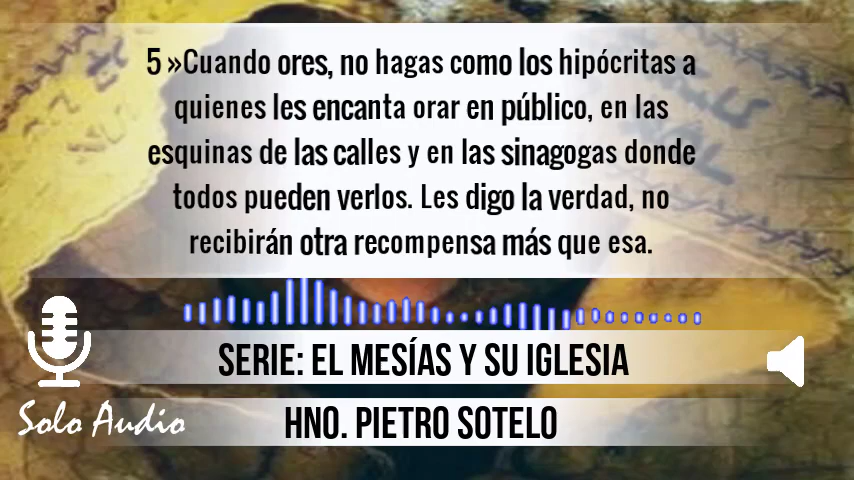 5 »Cuando ores, no hagas como los hipócritas a
quienes les encanta orar en público, en las
esquinas de las calles y en las sinagogas donde
todos pueden verlos. Les digo la verdad, no
recibirán otra recompensa más que esa.
SERIE: EL MESÍAS Y SU IGLESIA
Solo Audio
HNO. PIETRO SOTELO